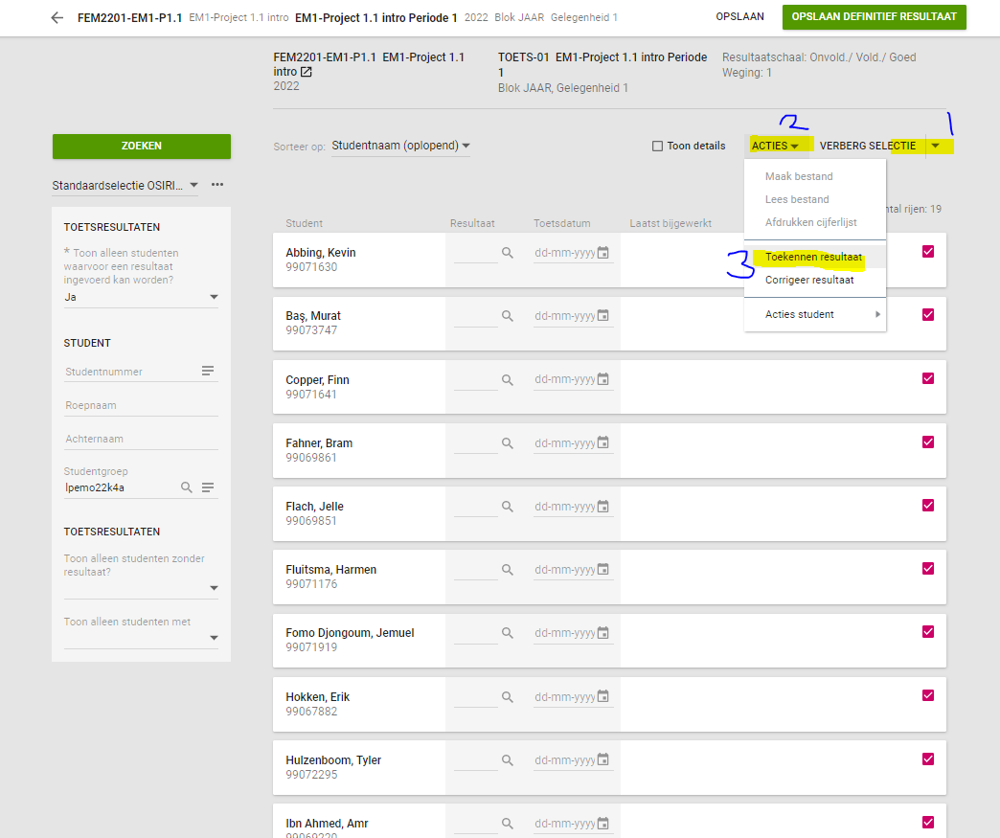 FEM2201-EM1-P1.1 EM1-Project 1.1 intro EM1-Project 1.1 intro Periode 1 2022 Blok JAAR Gelegenheid 1 OPSLAAN OPSLAAN DEFINITIEF RESULTAAT
FEM2201-EM1-P1.1 EM1-Project 1.1
intro
2022
TOETS-01 EM1-Project 1.1 intro Periode
1
Blok JAAR, Gelegenheid 1
Resultaatschaal: Onvold./ Vold./ Goed
Weging: 1
2 1
ZOEKEN
Sorteer op: Studentnaam (oplopend) Toon details ACTIES VERBERG SELECTIE
Standaardselectie OSIRI... •••
TOETSRESULTATEN
* Toon alleen studenten
waarvoor een resultaat
ingevoerd kan worden?
Ja
STUDENT
Studentnummer
Roepnaam
Achternaam
Studentgroep
lpemo22k4a
TOETSRESULTATEN
Toon alleen studenten zonder
resultaat?
Toon alleen studenten met
Maak bestand
Lees bestand
Afdrukken cijferlijst
3 Toekennen resultaat
Corrigeer resultaat
Acties student
ntal rijen: 19
Student Resultaat Toetsdatum Laatst bijgewerkt
Abbing, Kevin dd-mm-yyyy
99071630
Baş, Murat dd-mm-yyyy
99073747
Copper, Finn dd-mm-yyyy
99071641
Fahner, Bram dd-mm-yyyy
99069861
Flach, Jelle dd-mm-yyyy
99069851
Fluitsma, Harmen dd-mm-yyyy
99071176
Fomo Djongoum, Jemuel dd-mm-yyyy
99071919
Hokken, Erik dd-mm-yyyy
99067882
Hulzenboom, Tyler dd-mm-yyyy
99072295
Ibn Ahmed, Amr dd-mm-yyyy
99069220